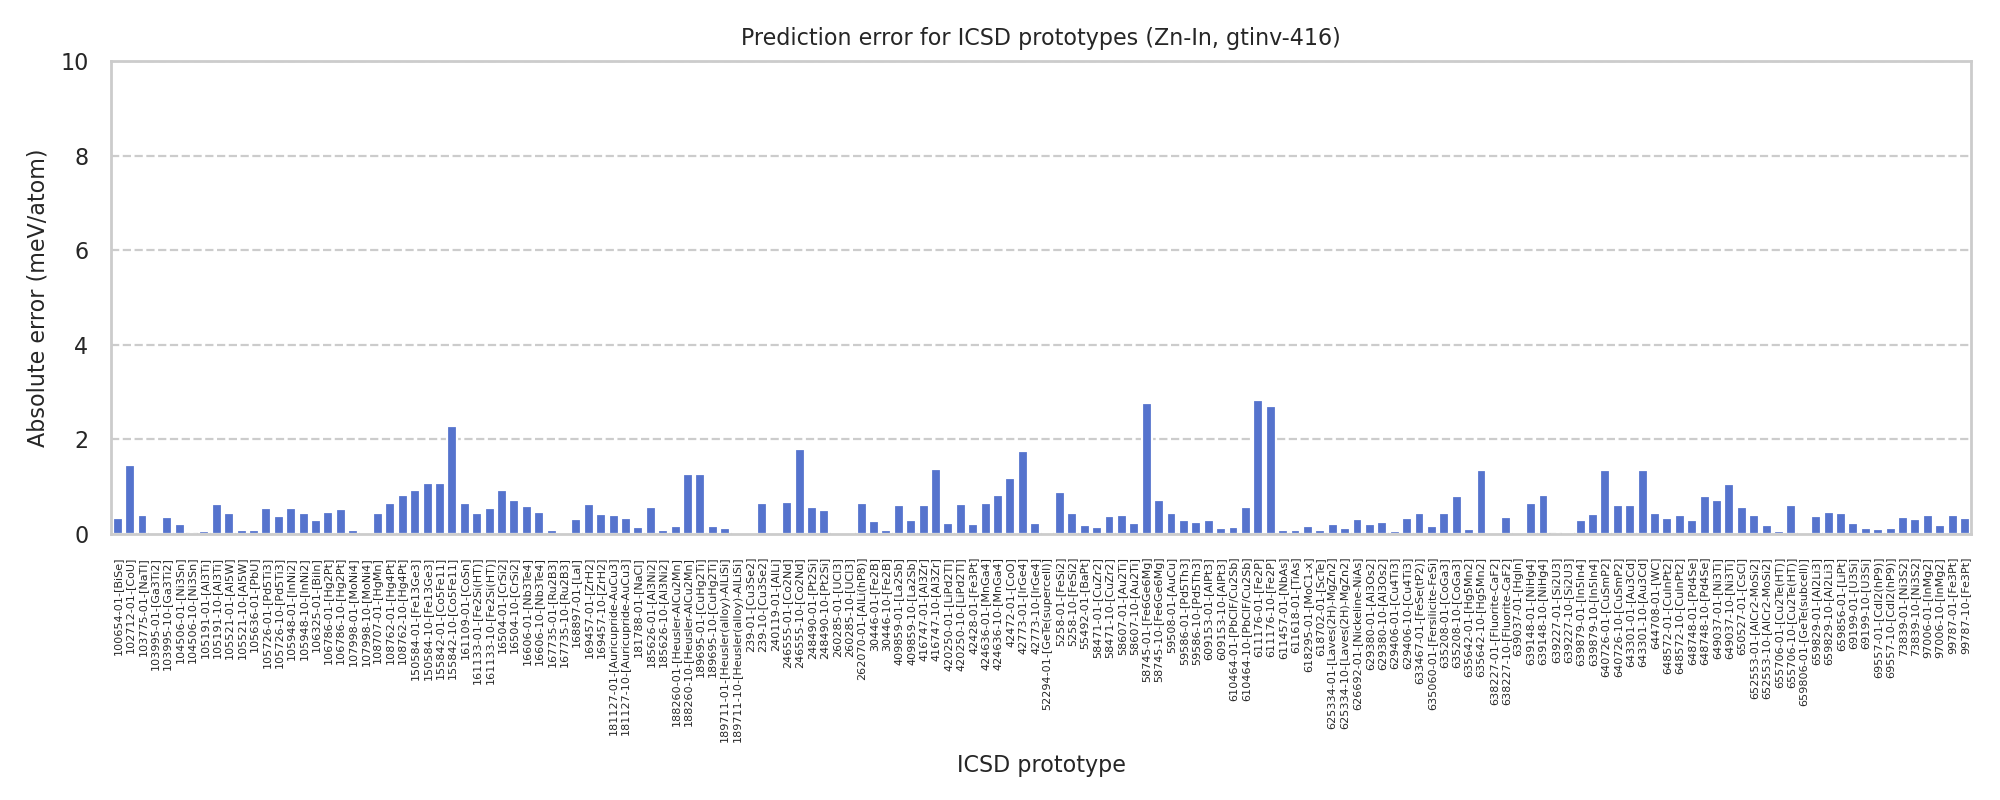 Prediction error for ICSD prototypes (Zn-In, gtinv-416)
10
8
6
4
2
0
Absolute error (meV/atom)
100654-01-[BiSe]
102712-01-[CoU]
103775-01-[NaTl]
103995-01-[Ga3Ti2]
103995-10-[Ga3Ti2]
104506-01-[Ni3Sn]
104506-10-[Ni3Sn]
105191-01-[Al3Ti]
105191-10-[Al3Ti]
105521-01-[Al5W]
105521-10-[Al5W]
105636-01-[PbU]
105726-01-[Pd5Ti3]
105726-10-[Pd5Ti3]
105948-01-[InNi2]
105948-10-[InNi2]
106325-01-[BiIn]
106786-01-[Hg2Pt]
106786-10-[Hg2Pt]
107998-01-[MoNi4]
107998-10-[MoNi4]
108707-01-[HgMn]
108762-01-[Hg4Pt]
108762-10-[Hg4Pt]
150584-01-[Fe13Ge3]
150584-10-[Fe13Ge3]
155842-01-[Co5Fe11]
155842-10-[Co5Fe11]
161109-01-[CoSn]
161133-01-[Fe2Si(HT)]
161133-10-[Fe2Si(HT)]
16504-01-[CrSi2]
16504-10-[CrSi2]
16606-01-[Nb3Te4]
16606-10-[Nb3Te4]
167735-01-[Ru2B3]
167735-10-[Ru2B3]
168897-01-[LaI]
169457-01-[ZrH2]
169457-10-[ZrH2]
181127-01-[Auricupride-AuCu3]
181127-10-[Auricupride-AuCu3]
181788-01-[NaCl]
185626-01-[Al3Ni2]
185626-10-[Al3Ni2]
188260-01-[Heusler-AlCu2Mn]
188260-10-[Heusler-AlCu2Mn]
189695-01-[CuHg2Ti]
189695-10-[CuHg2Ti]
189711-01-[Heusler(alloy)-AlLiSi]
189711-10-[Heusler(alloy)-AlLiSi]
239-01-[Cu3Se2]
239-10-[Cu3Se2]
240119-01-[AlLi]
246555-01-[Co2Nd]
246555-10-[Co2Nd]
248490-01-[Pt2Si]
248490-10-[Pt2Si]
260285-01-[UCl3]
260285-10-[UCl3]
262070-01-[AlLi(hP8)]
30446-01-[Fe2B]
30446-10-[Fe2B]
409859-01-[La2Sb]
409859-10-[La2Sb]
416747-01-[Al3Zr]
416747-10-[Al3Zr]
420250-01-[LiPd2Tl]
420250-10-[LiPd2Tl]
42428-01-[Fe3Pt]
424636-01-[MnGa4]
424636-10-[MnGa4]
42472-01-[CoO]
42773-01-[IrGe4]
42773-10-[IrGe4]
52294-01-[GeTe(supercell)]
5258-01-[FeSi2]
5258-10-[FeSi2]
55492-01-[BaPt]
58471-01-[CuZr2]
58471-10-[CuZr2]
58607-01-[Au2Ti]
58607-10-[Au2Ti]
58745-01-[Fe6Ge6Mg]
58745-10-[Fe6Ge6Mg]
59508-01-[AuCu]
59586-01-[Pd5Th3]
59586-10-[Pd5Th3]
609153-01-[AlPt3]
609153-10-[AlPt3]
610464-01-[PbClF/Cu2Sb]
610464-10-[PbClF/Cu2Sb]
611176-01-[Fe2P]
611176-10-[Fe2P]
611457-01-[NbAs]
611618-01-[TiAs]
618295-01-[MoC1-x]
618702-01-[ScTe]
625334-01-[Laves(2H)-MgZn2]
625334-10-[Laves(2H)-MgZn2]
626692-01-[Nickeline-NiAs]
629380-01-[Al3Os2]
629380-10-[Al3Os2]
629406-01-[Cu4Ti3]
629406-10-[Cu4Ti3]
633467-01-[FeSe(tP2)]
635060-01-[Fersilicite-FeSi]
635208-01-[CoGa3]
635208-10-[CoGa3]
635642-01-[Hg5Mn2]
635642-10-[Hg5Mn2]
638227-01-[Fluorite-CaF2]
638227-10-[Fluorite-CaF2]
639037-01-[HgIn]
639148-01-[NiHg4]
639148-10-[NiHg4]
639227-01-[Si2U3]
639227-10-[Si2U3]
639879-01-[In5In4]
639879-10-[In5In4]
640726-01-[CuSmP2]
640726-10-[CuSmP2]
643301-01-[Au3Cd]
643301-10-[Au3Cd]
644708-01-[WC]
648572-01-[CuInPt2]
648572-10-[CuInPt2]
648748-01-[Pd4Se]
648748-10-[Pd4Se]
649037-01-[Ni3Ti]
649037-10-[Ni3Ti]
650527-01-[CsCl]
652553-01-[AlCr2-MoSi2]
652553-10-[AlCr2-MoSi2]
655706-01-[Cu2Te(HT)]
655706-10-[Cu2Te(HT)]
659806-01-[GeTe(subcell)]
659829-01-[Al2Li3]
659829-10-[Al2Li3]
659856-01-[LiPt]
69199-01-[U3Si]
69199-10-[U3Si]
69557-01-[CdI2(hP9)]
69557-10-[CdI2(hP9)]
73839-01-[Ni3S2]
73839-10-[Ni3S2]
97006-01-[InMg2]
97006-10-[InMg2]
99787-01-[Fe3Pt]
99787-10-[Fe3Pt]
ICSD prototype